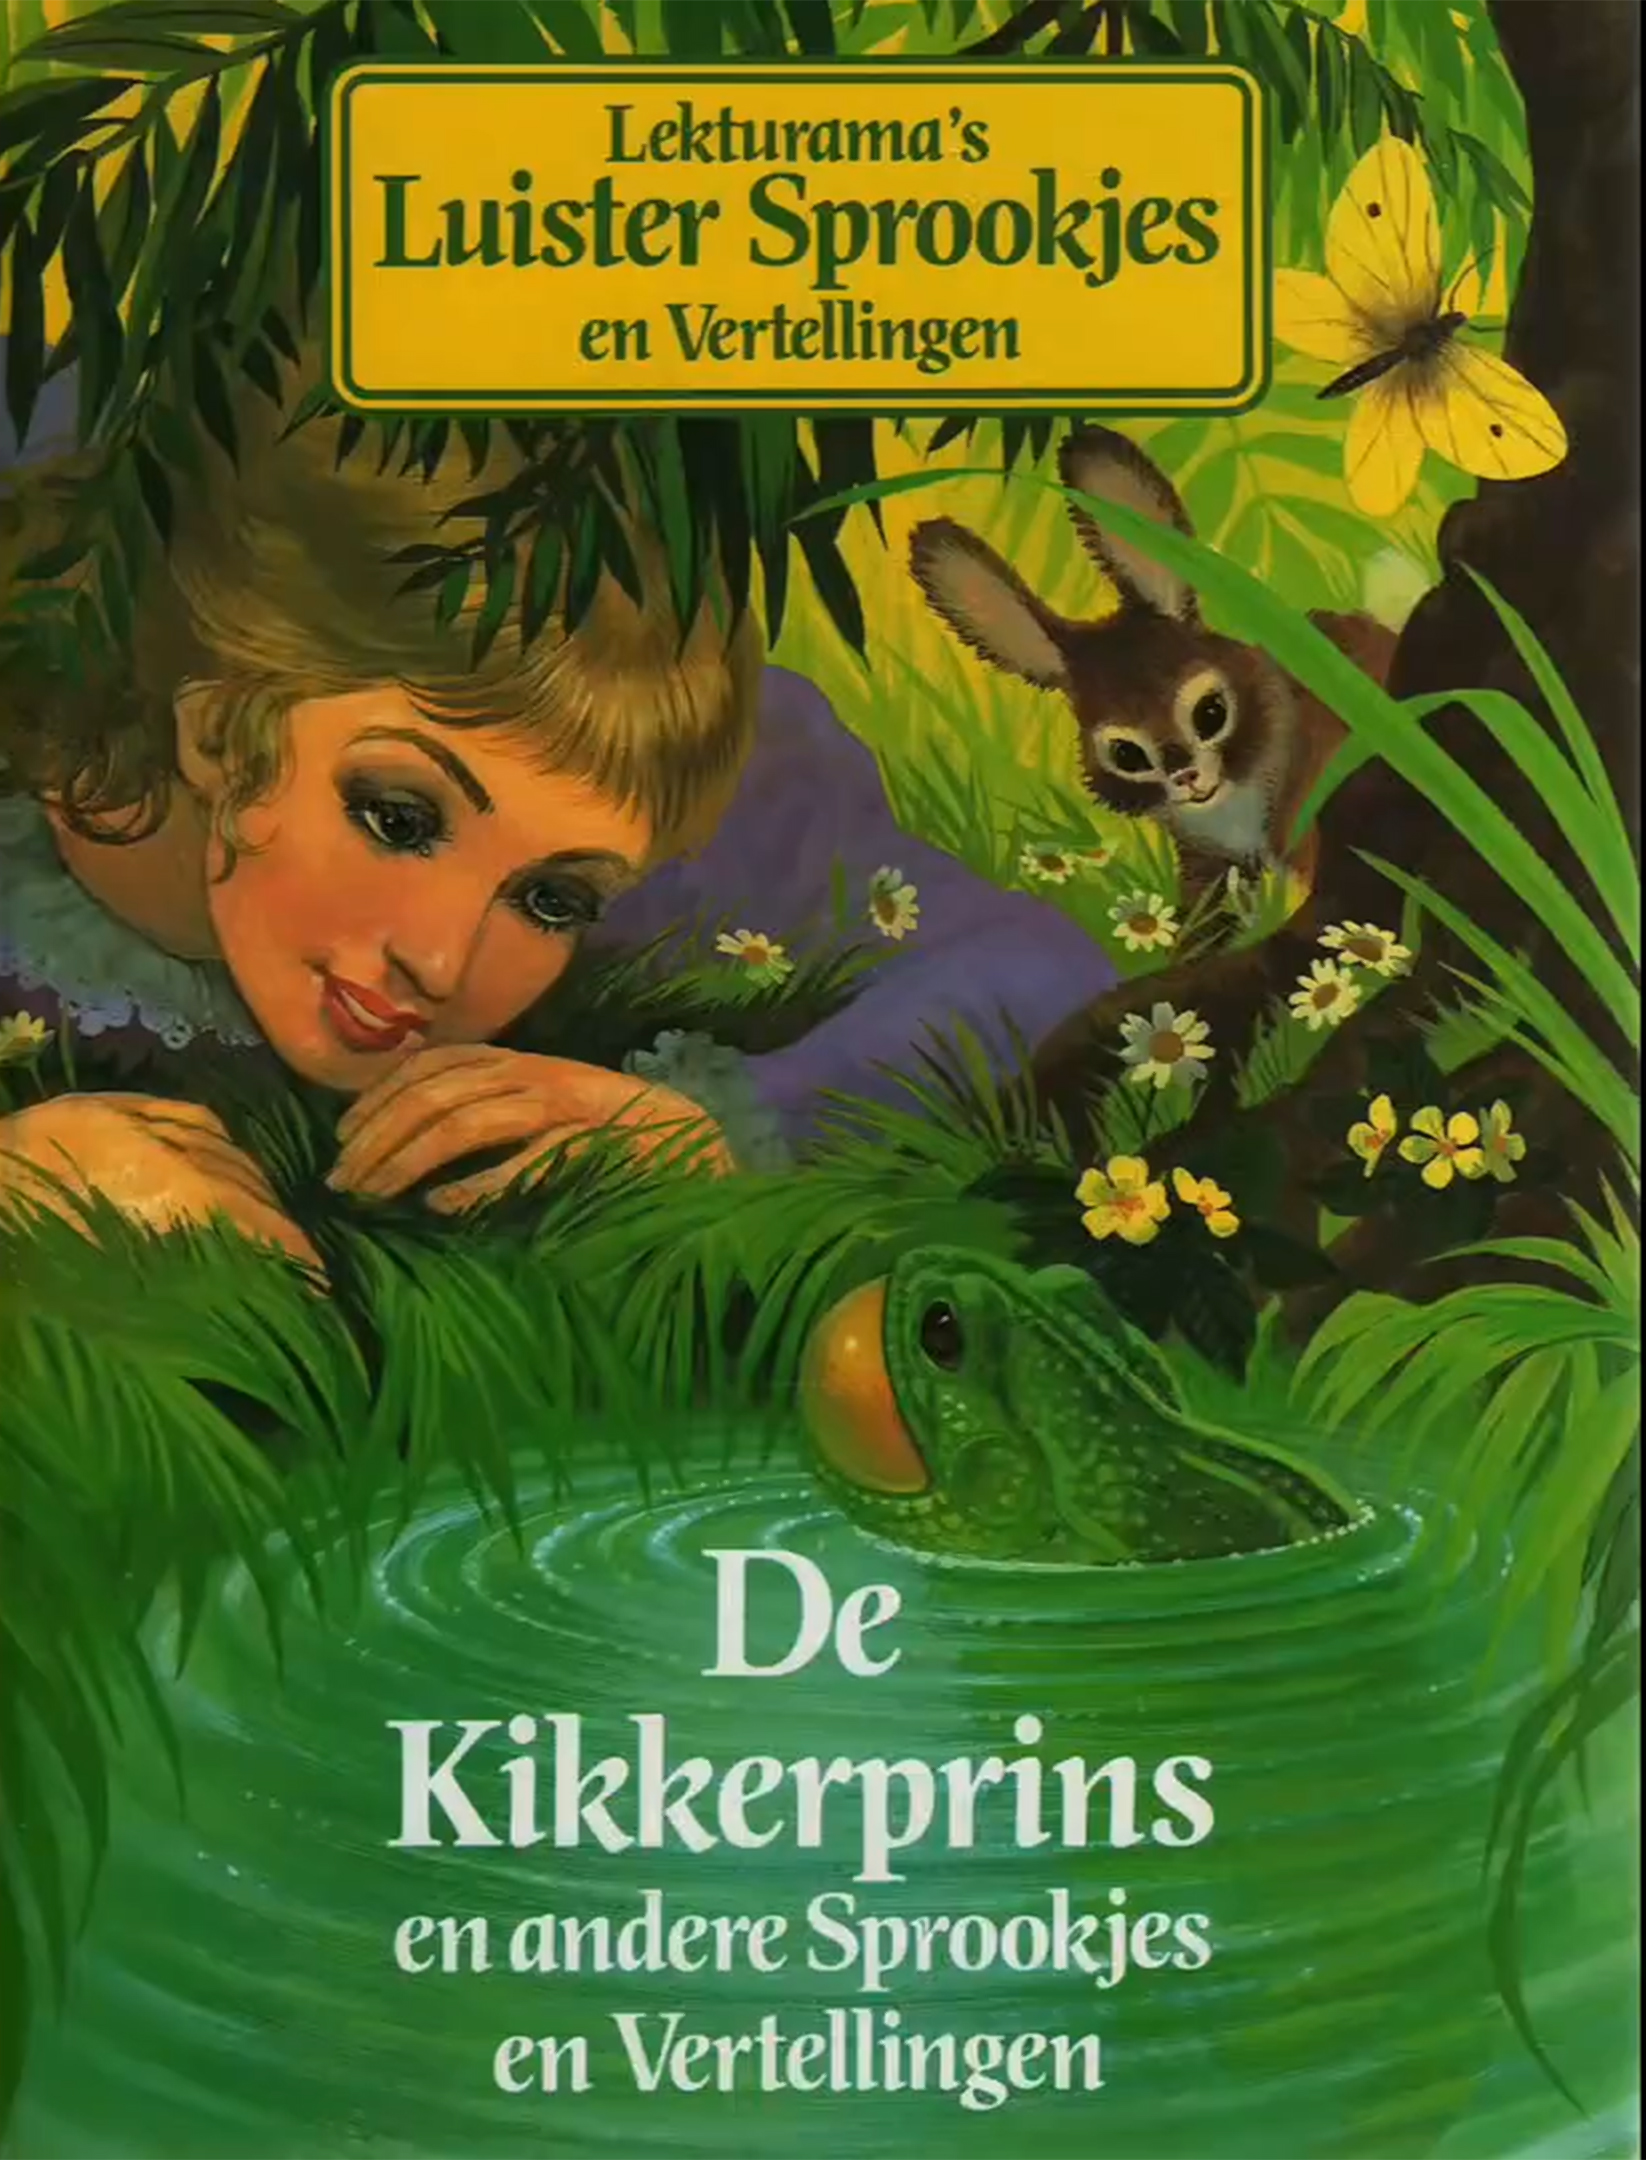 Lekturama's
Luister Sprookjes
en Vertellingen
De
Kikkerprins
en andere Sprookjes
en Vertellingen